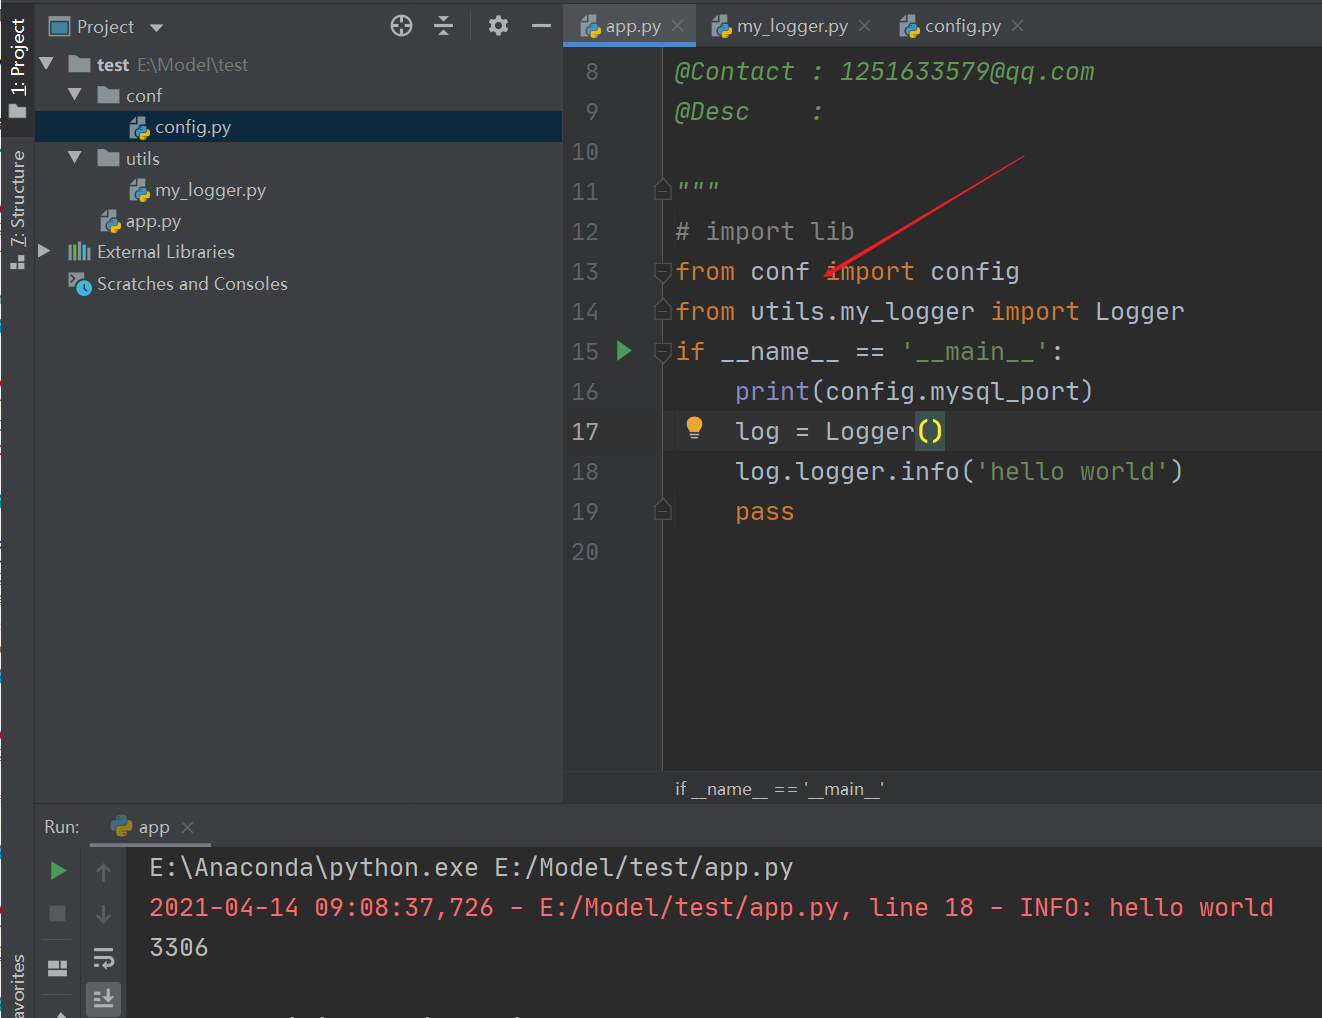 1: Project
7: Structure
avorites
Project
test E:\Model\test
conf
config.py
utils
my_logger.py
app.py
External Libraries
Scratches and Consoles
app.py
my_logger.py
config.py
8 @Contact : 1251633579@qq.com
9 @Desc    :
10
11 """
12 # import lib
13 from conf import config
14 from utils.my_logger import Logger
15 if __name__ == '__main__':
16     print(config.mysql_port)
17     log = Logger()
18     log.logger.info('hello world')
19     pass
20
if __name__ == '__main__'
Run:
app
E:\Anaconda\python.exe E:/Model/test/app.py
2021-04-14 09:08:37,726 - E:/Model/test/app.py, line 18 - INFO: hello world
3306